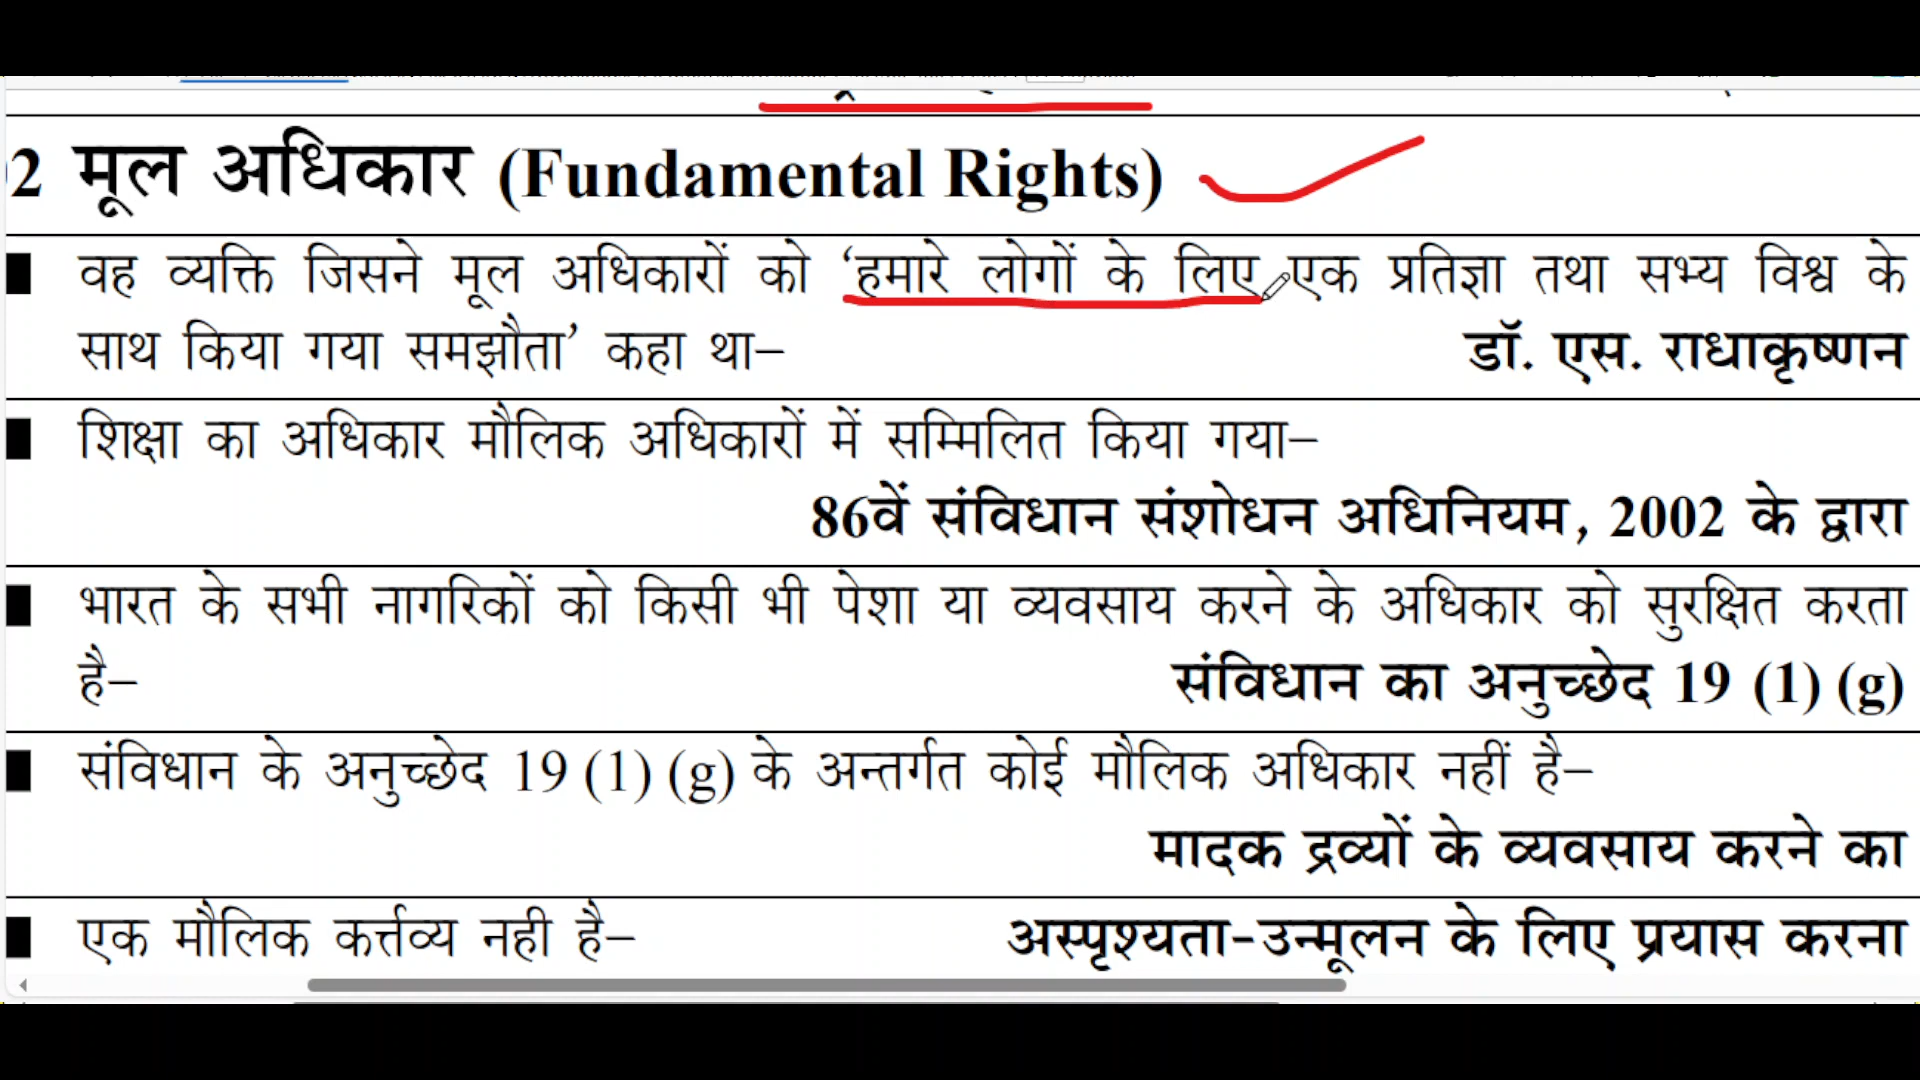 2 मूल अधिकार (Fundamental Rights)
■ वह व्यक्ति जिसने मूल अधिकारों को ‘हमारे लोगों के लिए एक प्रतिज्ञा तथा सभ्य विश्व के
साथ किया गया समझौता’ कहा था– डॉ. एस. राधाकृष्णन
■ शिक्षा का अधिकार मौलिक अधिकारों में सम्मिलित किया गया–
86वें संविधान संशोधन अधिनियम, 2002 के द्वारा
■ भारत के सभी नागरिकों को किसी भी पेशा या व्यवसाय करने के अधिकार को सुरक्षित करता
है– संविधान का अनुच्छेद 19 (1) (g)
■ संविधान के अनुच्छेद 19 (1) (g) के अन्तर्गत कोई मौलिक अधिकार नहीं है–
मादक द्रव्यों के व्यवसाय करने का
■ एक मौलिक कर्त्तव्य नही है– अस्पृश्यता-उन्मूलन के लिए प्रयास करना